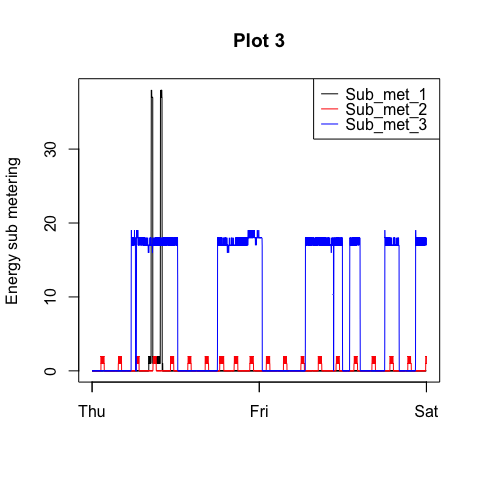 Plot 3
Sub_met_1
Sub_met_2
Sub_met_3
Energy sub metering
30
20
10
0
Thu Fri Sat